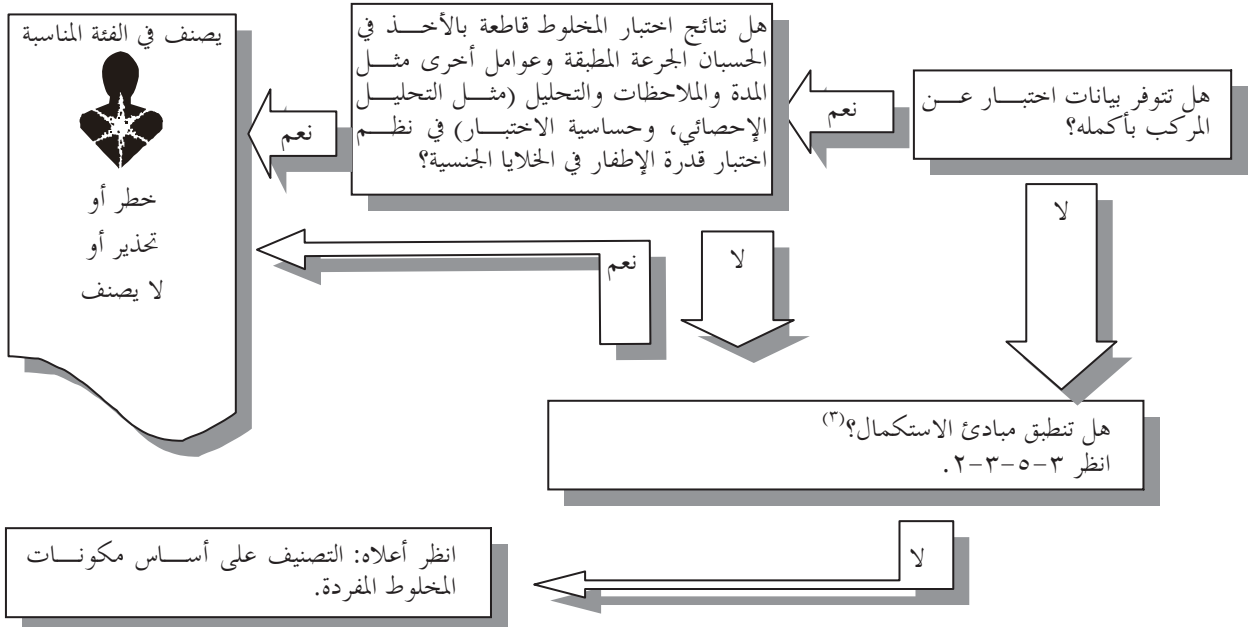 هل تتوفر بيانات اختبار عن
المركب بأكمله؟
نعم
هل نتائج اختبار المخلوط قاطعة بالأخذ في
الحسبان الجرعة المطبقة وعوامل أخرى مثل
المدة والملاحظات والتحليل (مثل التحليل
الإحصائي، وحساسية الاختبار) في نظم
اختبار قدرة الإطفار في الخلايا الجنسية؟
نعم
يصنف في الفئة المناسبة
خطر أو
تحذير أو
لا يصنف
لا
لا
نعم
هل تنطبق مبادئ الاستكمال؟(٣)
انظر ٣-٥-٣-٢.
لا
انظر أعلاه: التصنيف على أساس مكونات
المخلوط المفردة.